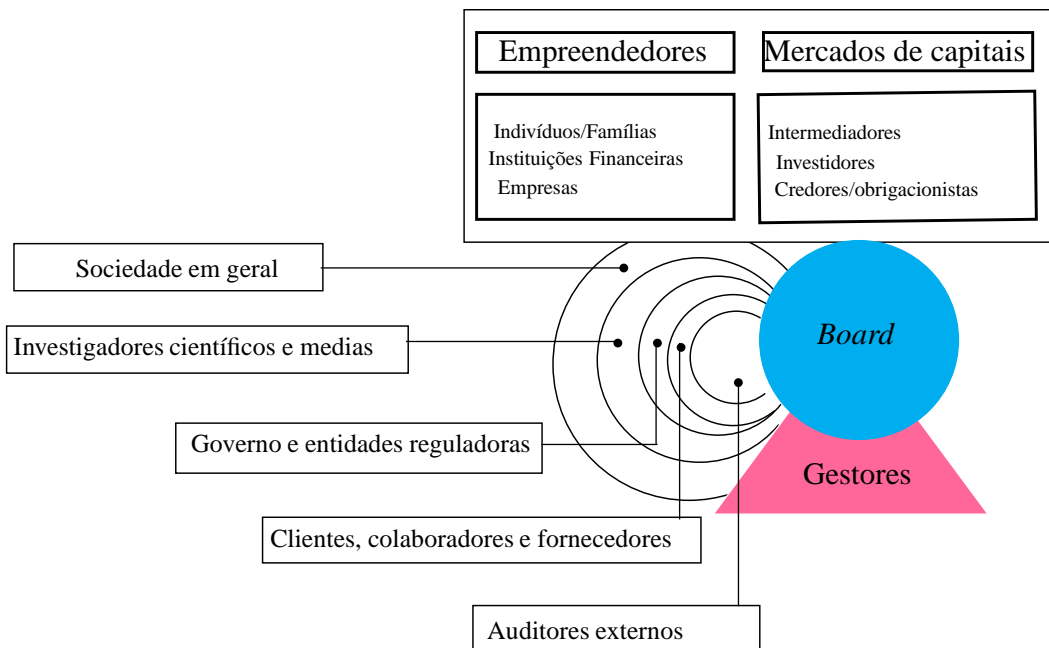 Empreendedores
Mercados de capitais
Indivíduos/Famílias
Instituições Financeiras
Empresas
Intermediadores
Investidores
Credores/obrigacionistas
Sociedade em geral
Investigadores científicos e medias
Board
Governo e entidades reguladoras
Gestores
Clientes, colaboradores e fornecedores
Auditores externos